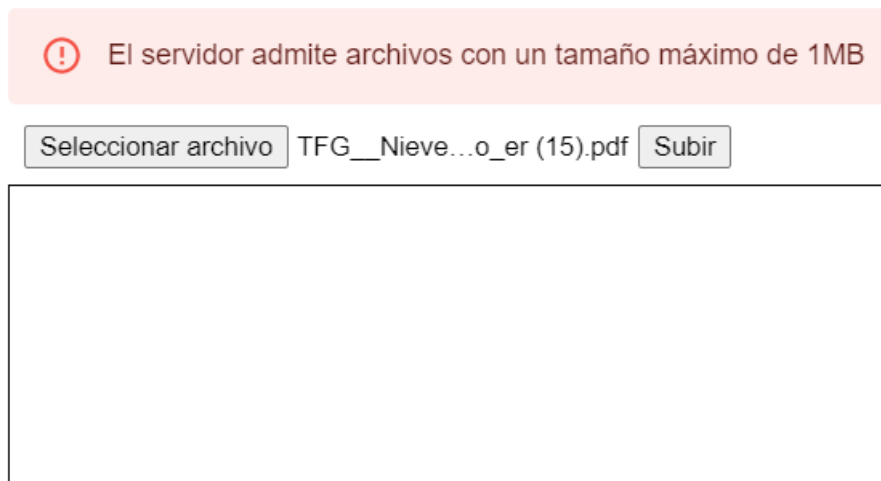 El servidor admite archivos con un tamaño máximo de 1MB
Seleccionar archivo TFG__Nieve...o_er (15).pdf Subir